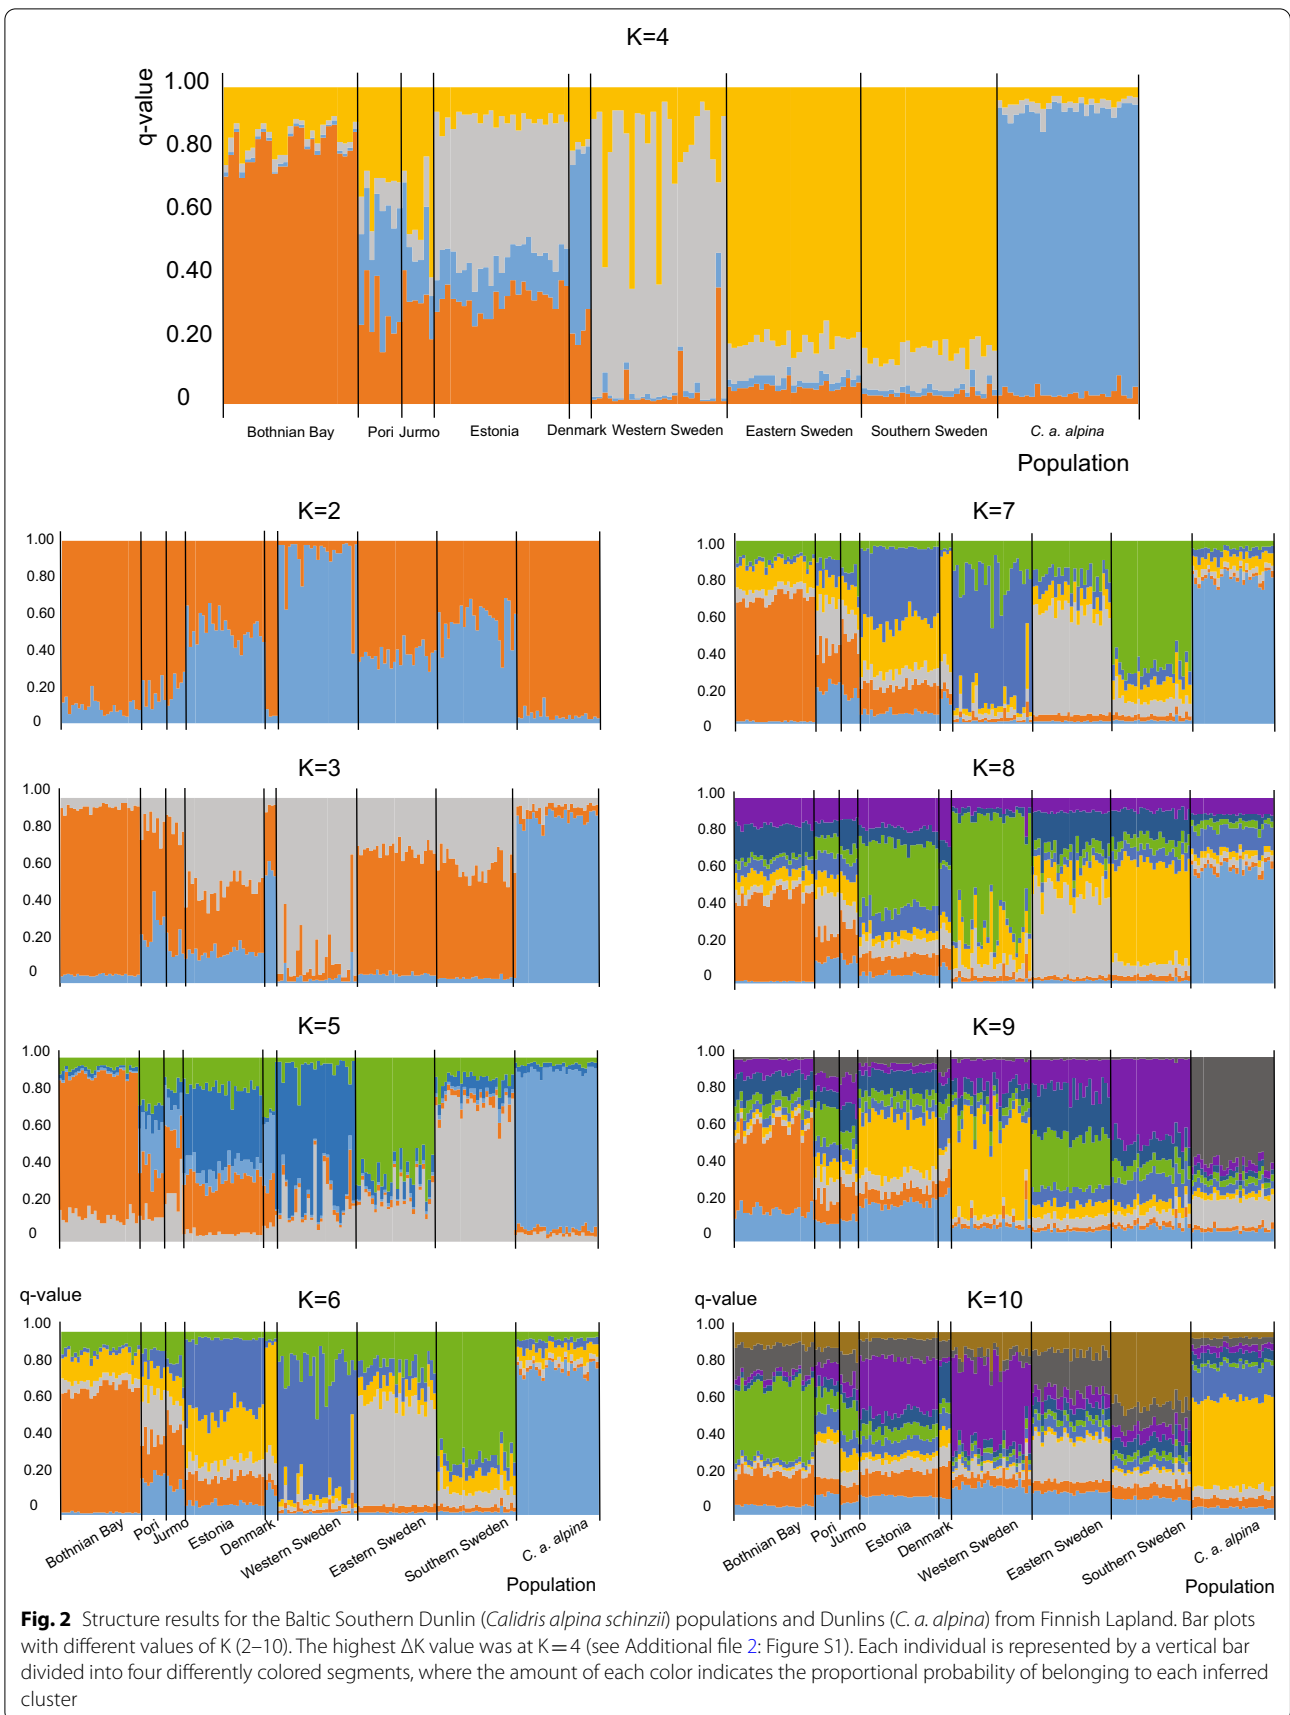 K=4
q-value
1.00
0.80
0.60
0.40
0.20
0
Bothnian Bay Pori Jurmo Estonia Denmark Western Sweden Eastern Sweden Southern Sweden C. a. alpina
Population
K=2
1.00
0.80
0.60
0.40
0.20
0
K=7
1.00
0.80
0.60
0.40
0.20
0
K=3
1.00
0.80
0.60
0.40
0.20
0
K=8
1.00
0.80
0.60
0.40
0.20
0
K=5
1.00
0.80
0.60
0.40
0.20
0
K=9
1.00
0.80
0.60
0.40
0.20
0
q-value
K=6
1.00
0.80
0.60
0.40
0.20
0
Bothnian Bay Pori Jurmo Estonia Denmark Western Sweden Eastern Sweden Southern Sweden C. a. alpina
Population
q-value
K=10
1.00
0.80
0.60
0.40
0.20
0
Bothnian Bay Pori Jurmo Estonia Denmark Western Sweden Eastern Sweden Southern Sweden C. a. alpina
Population
Fig. 2 Structure results for the Baltic Southern Dunlin (Calidris alpina schinzii) populations and Dunlins (C. a. alpina) from Finnish Lapland. Bar plots
with different values of K (2–10). The highest ΔK value was at K=4 (see Additional file 2: Figure S1). Each individual is represented by a vertical bar
divided into four differently colored segments, where the amount of each color indicates the proportional probability of belonging to each inferred
cluster